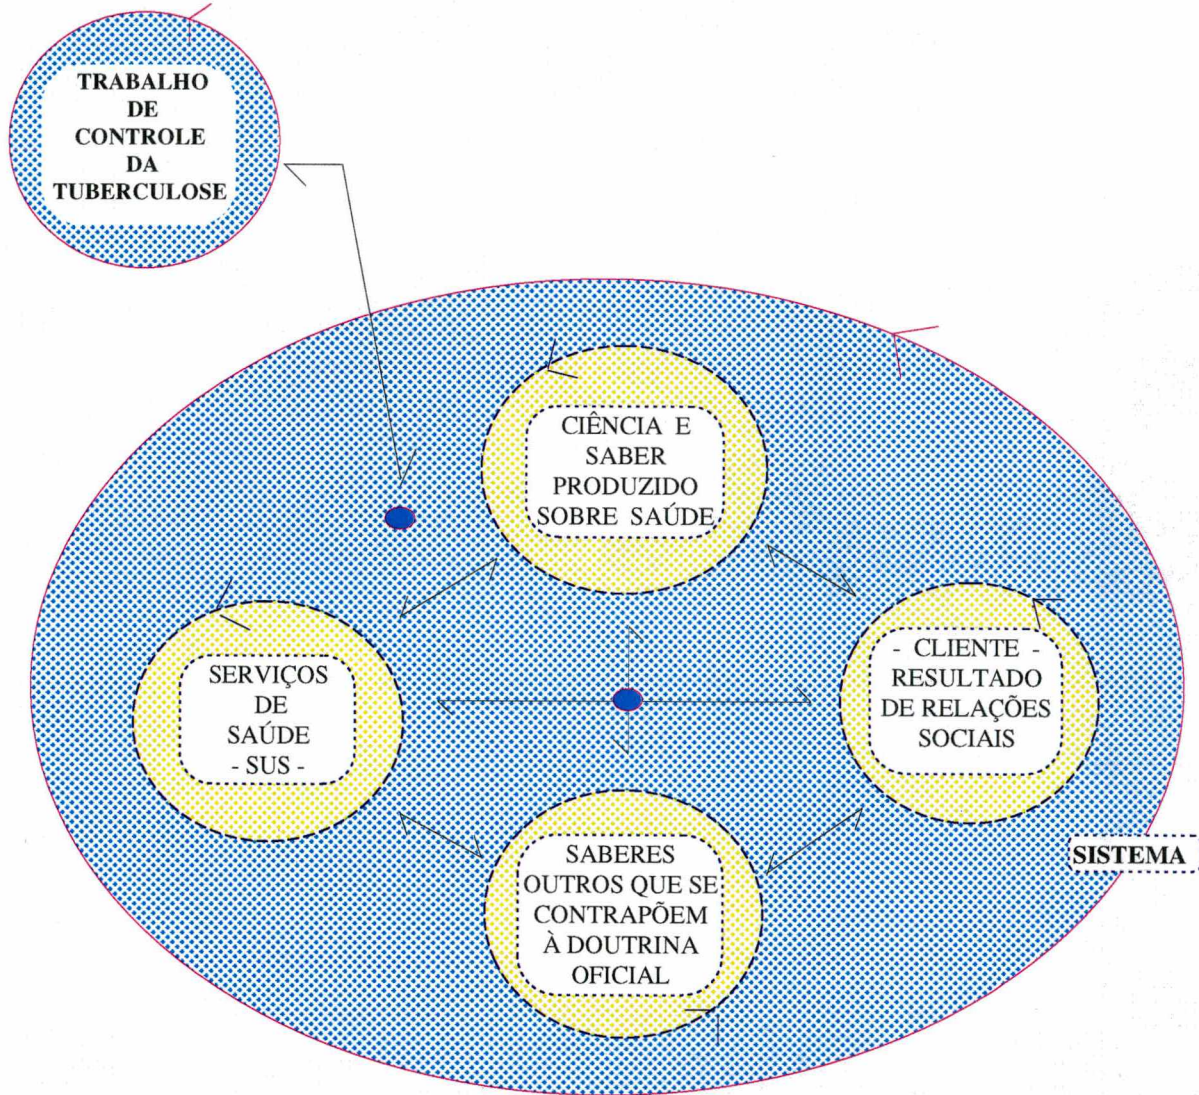 TRABALHO
DE
CONTROLE
DA
TUBERCULOSE
CIÊNCIA E
SABER
PRODUZIDO
SOBRE SAÚDE
SERVIÇOS
DE
SAÚDE
- SUS -
- CLIENTE -
RESULTADO
DE RELAÇÕES
SOCIAIS
SABERES
OUTROS QUE SE
CONTRAPÕEM
À DOUTRINA
OFICIAL
SISTEMA